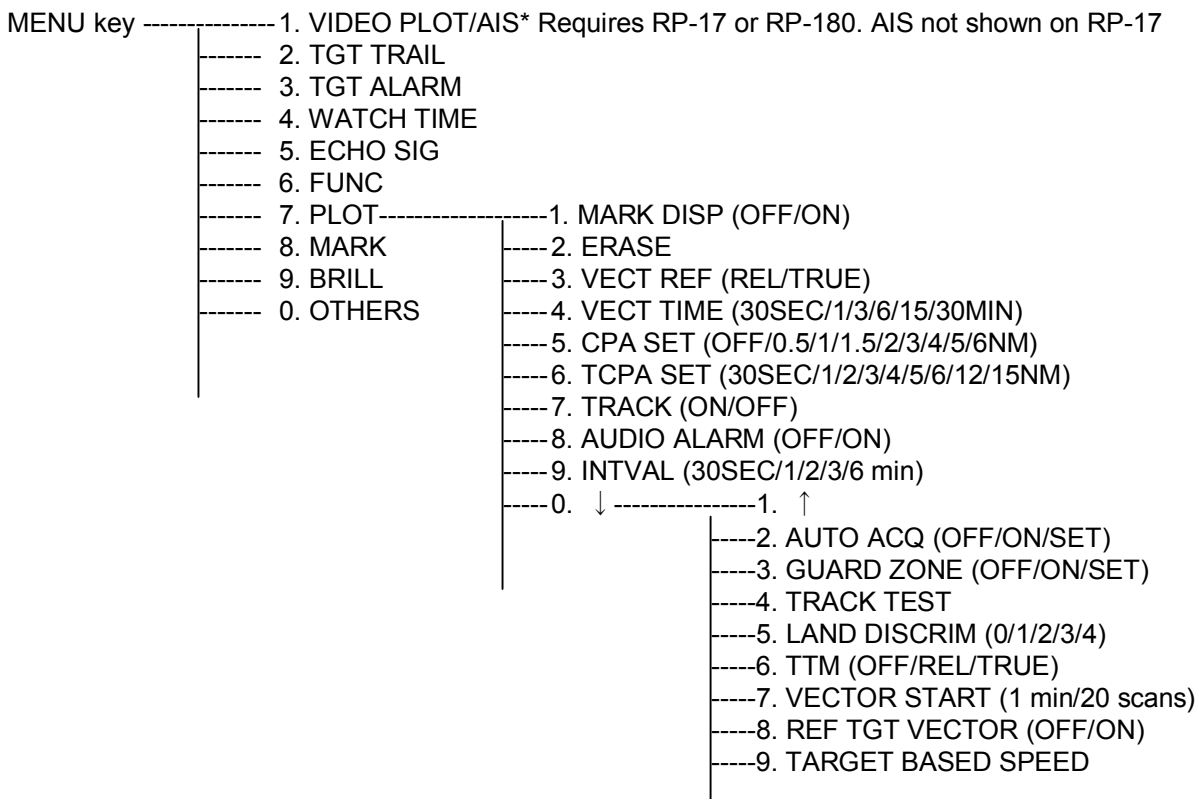 MENU key ---------------1. VIDEO PLOT/AIS* Requires RP-17 or RP-180. AIS not shown on RP-17
------- 2. TGT TRAIL
------- 3. TGT ALARM
------- 4. WATCH TIME
------- 5. ECHO SIG
------- 6. FUNC
------- 7. PLOT-------------------1. MARK DISP (OFF/ON)
------- 8. MARK -----2. ERASE
------- 9. BRILL -----3. VECT REF (REL/TRUE)
------- 0. OTHERS -----4. VECT TIME (30SEC/1/3/6/15/30MIN)
-----5. CPA SET (OFF/0.5/1/1.5/2/3/4/5/6NM)
-----6. TCPA SET (30SEC/1/2/3/4/5/6/12/15NM)
-----7. TRACK (ON/OFF)
-----8. AUDIO ALARM (OFF/ON)
-----9. INTVAL (30SEC/1/2/3/6 min)
-----0. ↓ ----------------1. ↑
-----2. AUTO ACQ (OFF/ON/SET)
-----3. GUARD ZONE (OFF/ON/SET)
-----4. TRACK TEST
-----5. LAND DISCRIM (0/1/2/3/4)
-----6. TTM (OFF/REL/TRUE)
-----7. VECTOR START (1 min/20 scans)
-----8. REF TGT VECTOR (OFF/ON)
-----9. TARGET BASED SPEED